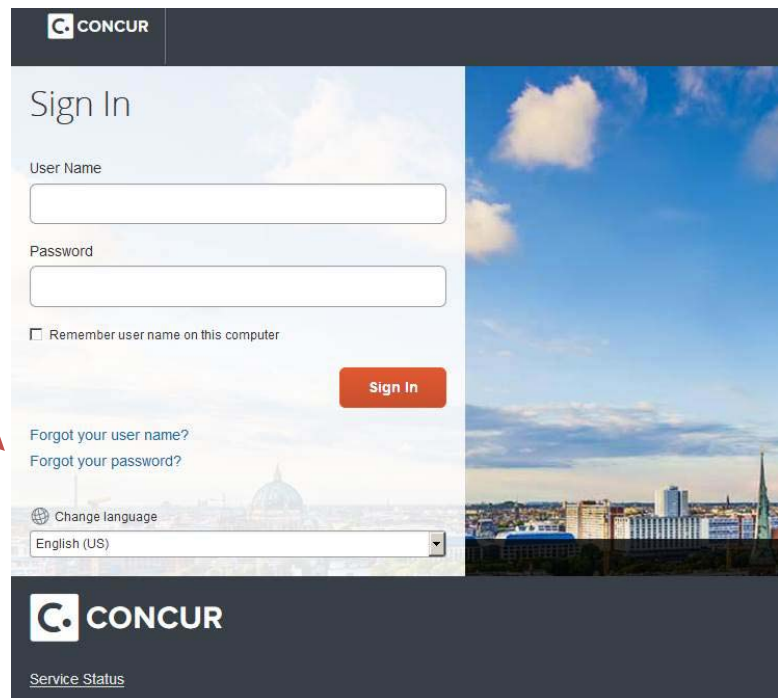 C. CONCUR
Sign In
User Name
Password
Remember user name on this computer
Sign In
Forgot your user name?
Forgot your password?
Change language
English (US)
C. CONCUR
Service Status